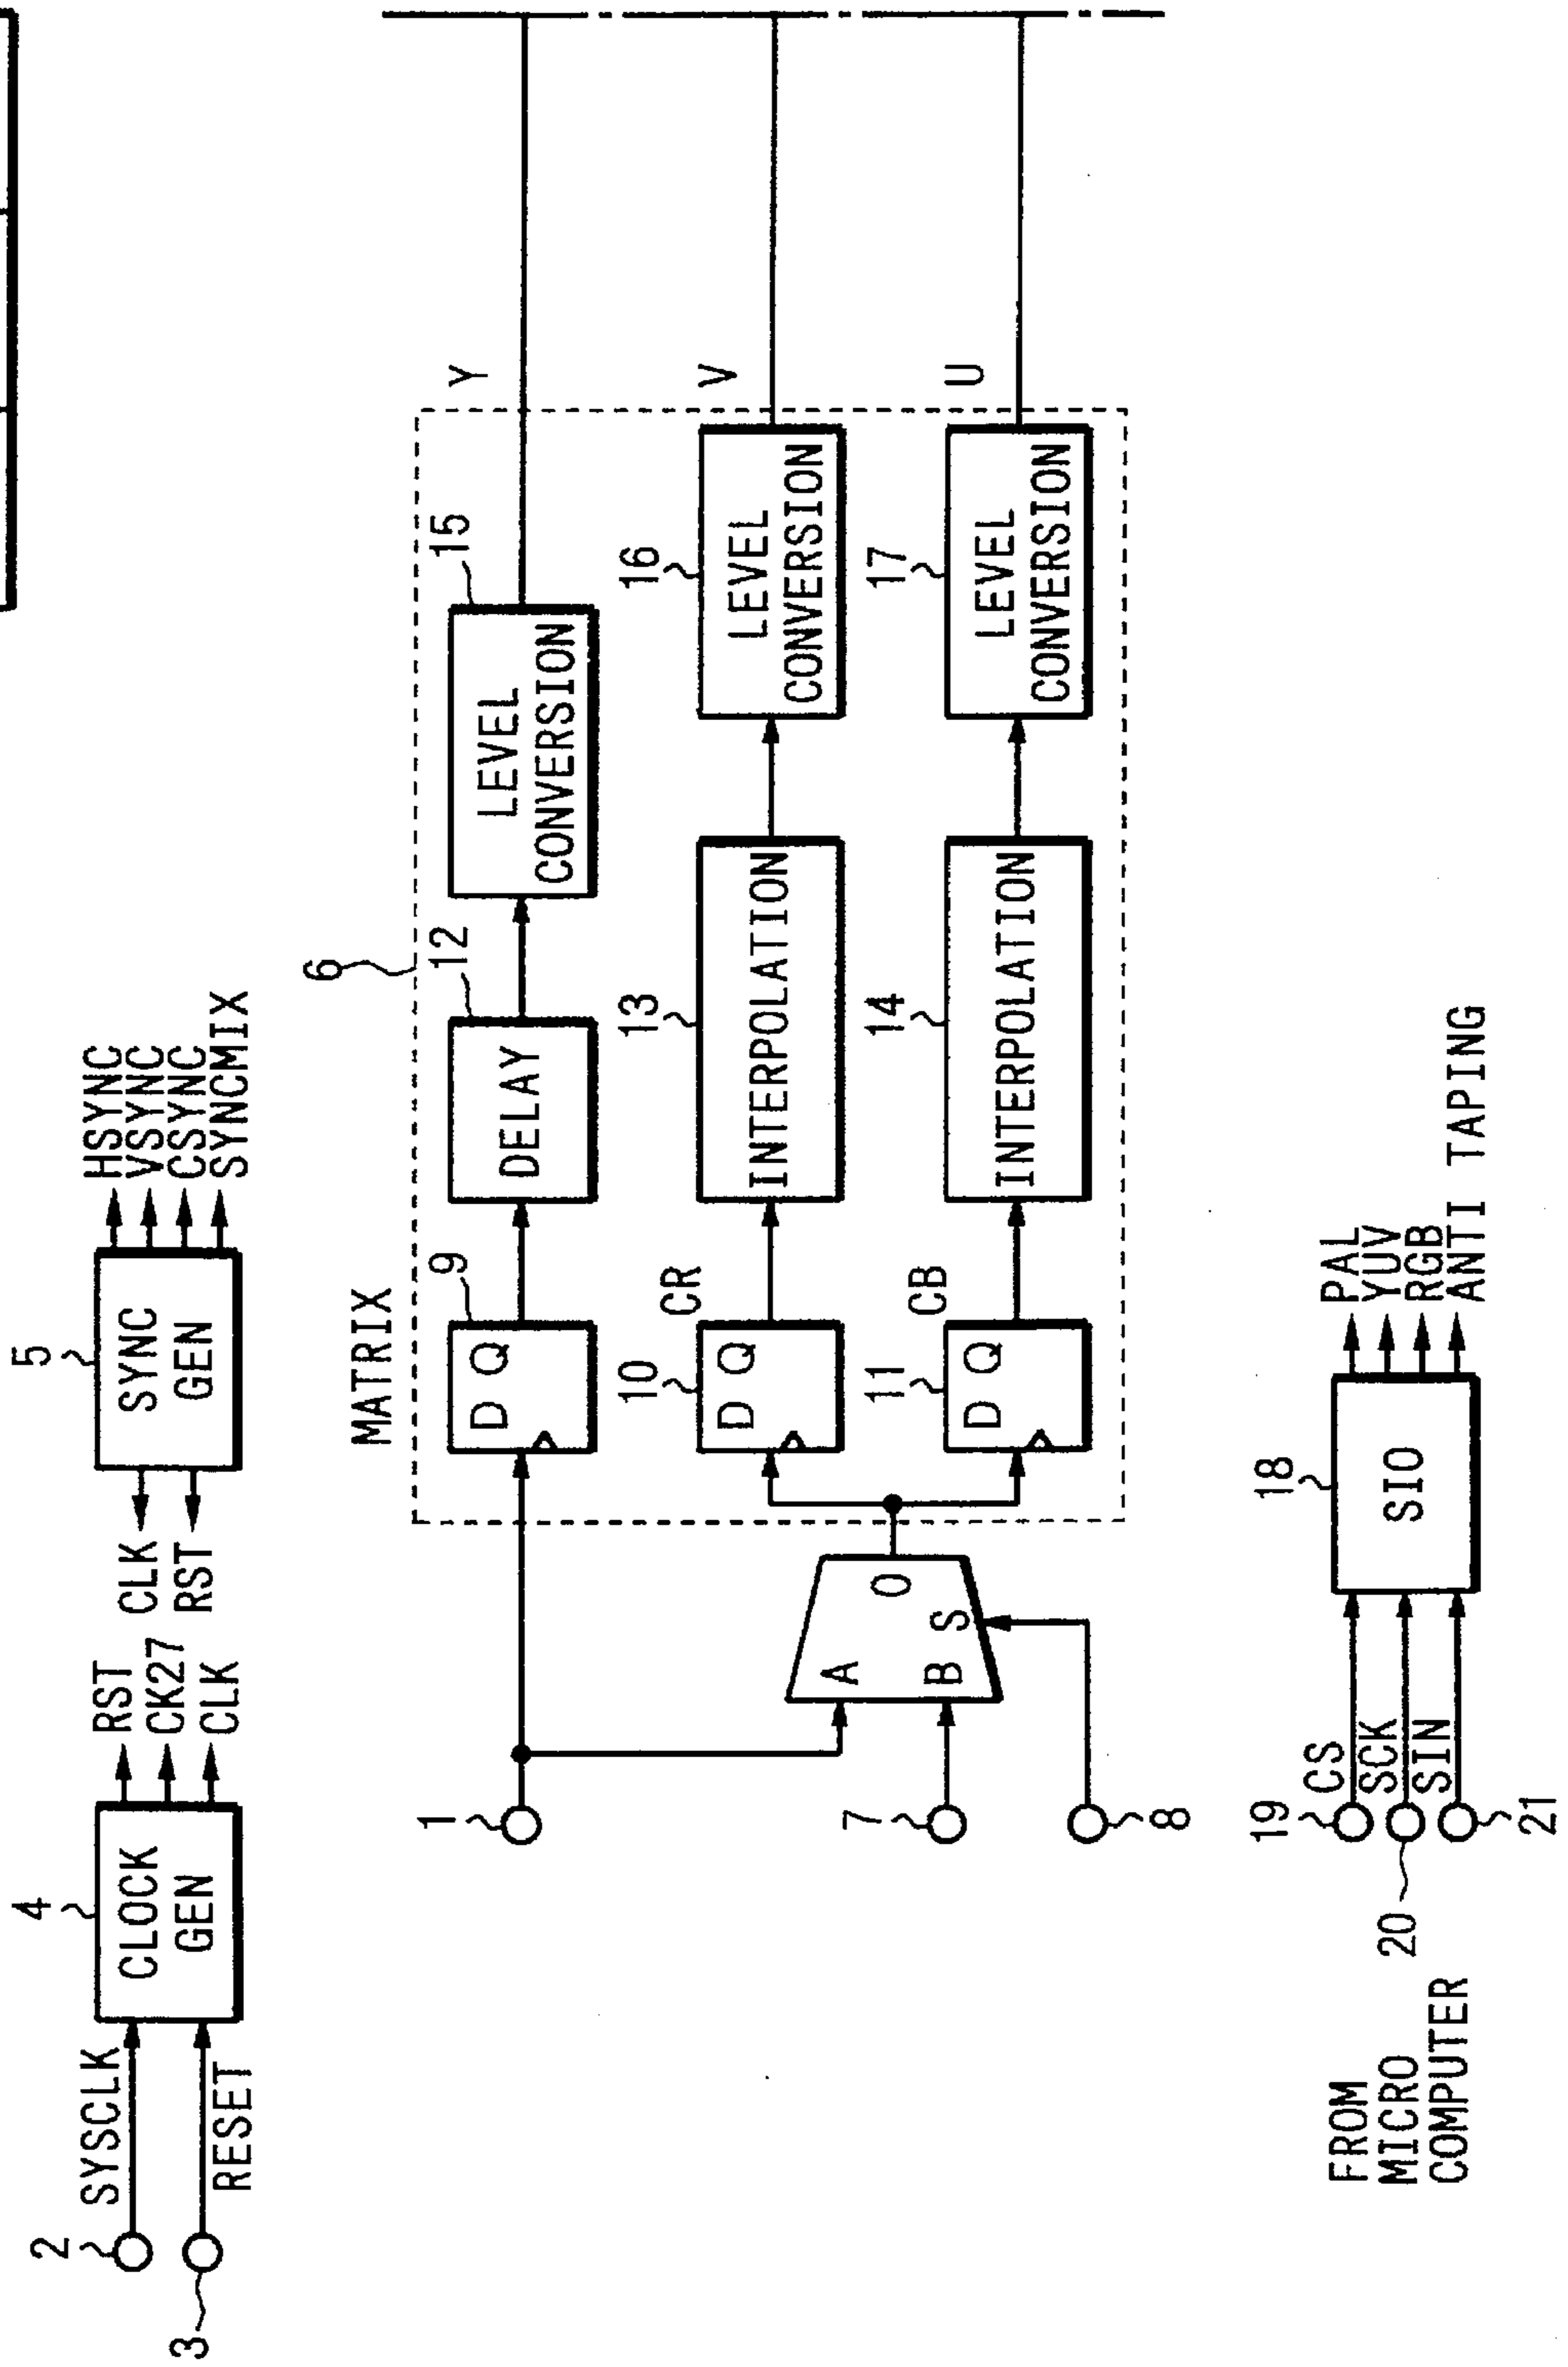 2
SYSCLK
3
RESET
4
CLOCK
GEN
RST
CK27
CLK
5
CLK
RST
SYNC
GEN
HSYNC
VSYNC
CSYNC
SYNCMIX
6
MATRIX
1
9
D Q
12
DELAY
15
LEVEL
CONVERSION
Y
7
8
A
B
S
O
10
D Q
CR
13
INTERPOLATION
16
LEVEL
CONVERSION
V
11
D Q
CB
14
INTERPOLATION
17
LEVEL
CONVERSION
U
FROM
MICRO
COMPUTER
19
20
21
CS
SCK
SIN
18
SIO
PAL
YUV
RGB
ANTI TAPING